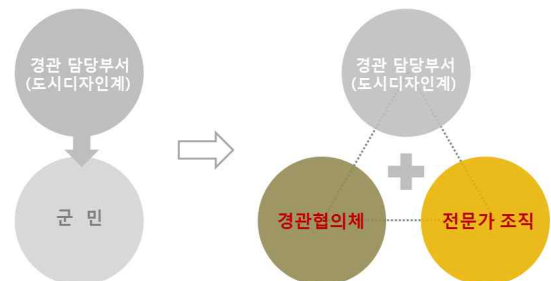 경관 담당부서
(도시디자인계)
군 민
경관 담당부서
(도시디자인계)
경관협의체
전문가 조직